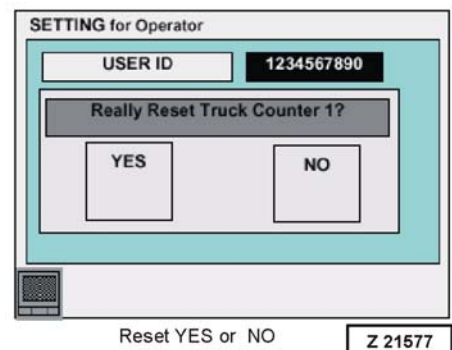 SETTING for Operator
USER ID 1234567890
Really Reset Truck Counter 1?
YES NO
Reset YES or NO
Z 21577